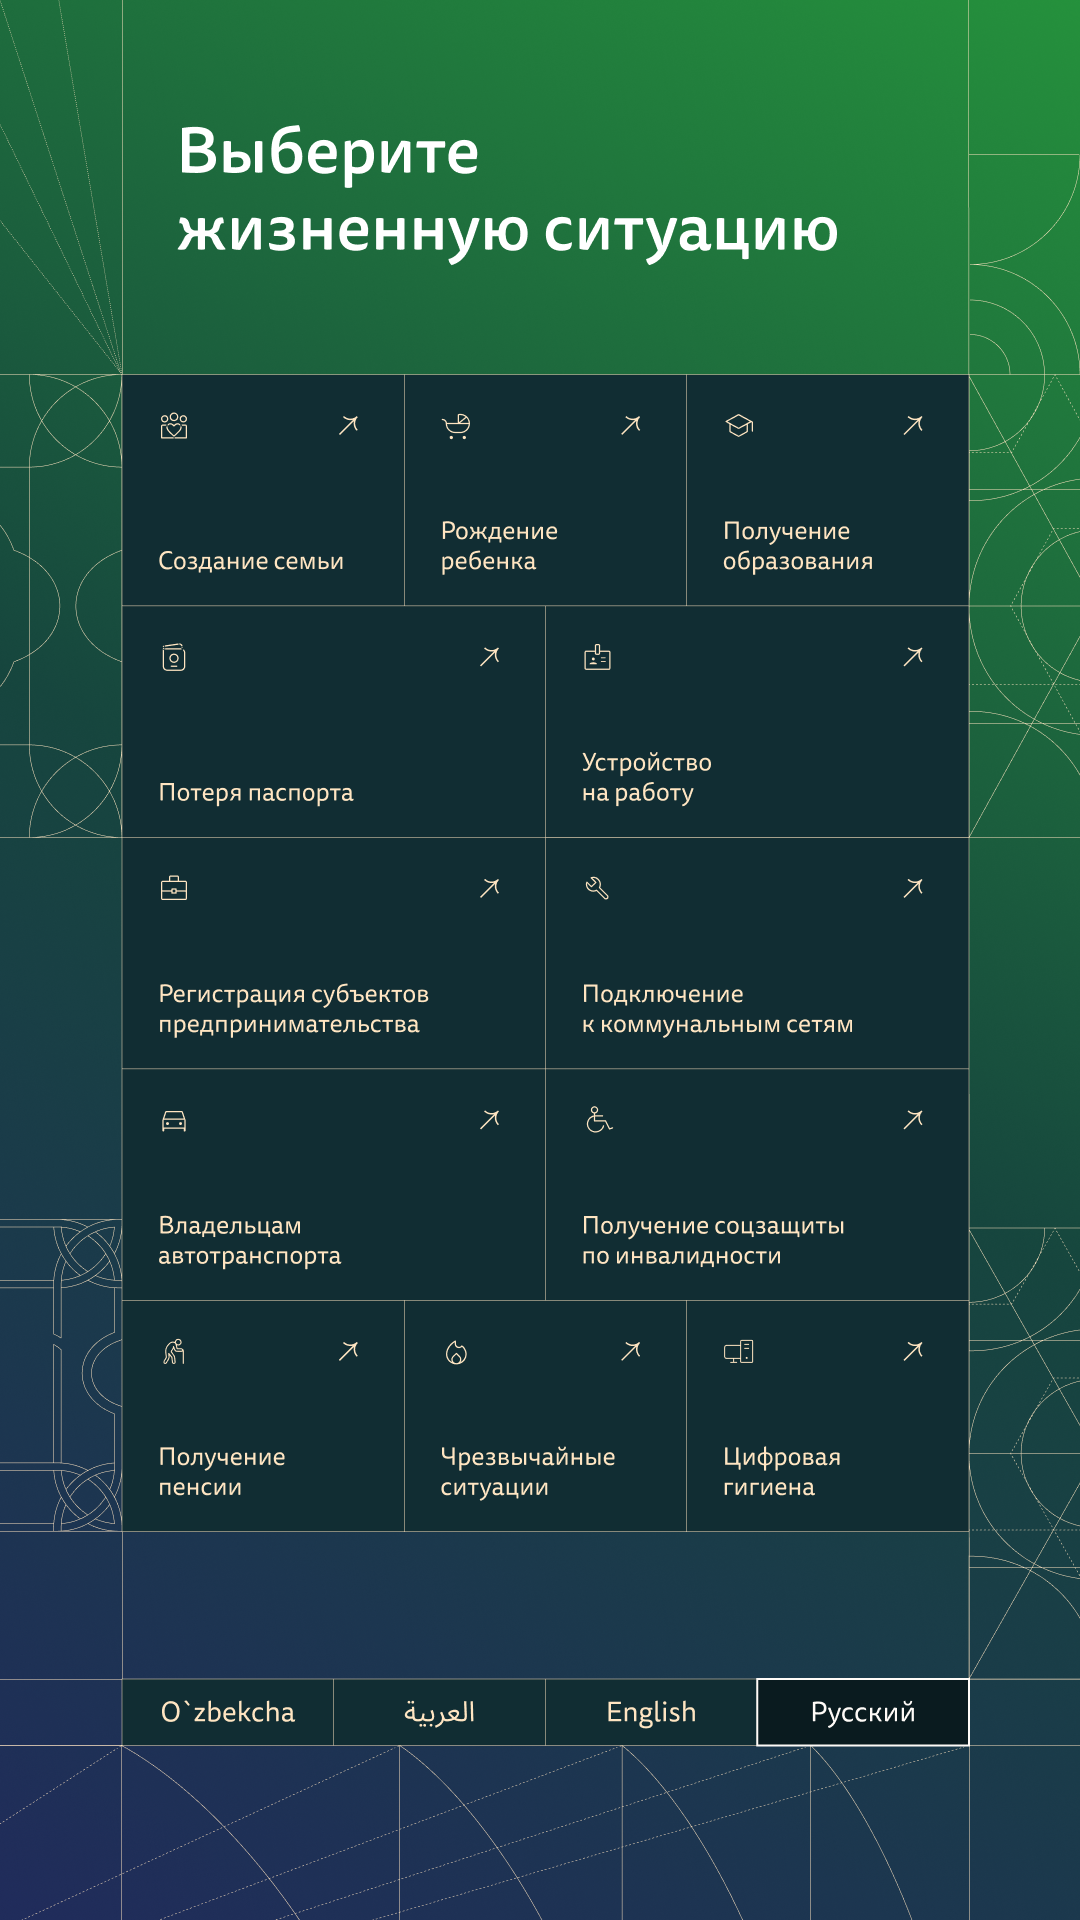 Выберите
жизненную ситуацию
Создание семьи
Рождение
ребенка
Получение
образования
Потеря паспорта
Устройство
на работу
Регистрация субъектов
предпринимательства
Подключение
к коммунальным сетям
Владельцам
автотранспорта
Получение соцзащиты
по инвалидности
Получение
пенсии
Чрезвычайные
ситуации
Цифровая
гигиена
O`zbekcha
العربية
English
Русский